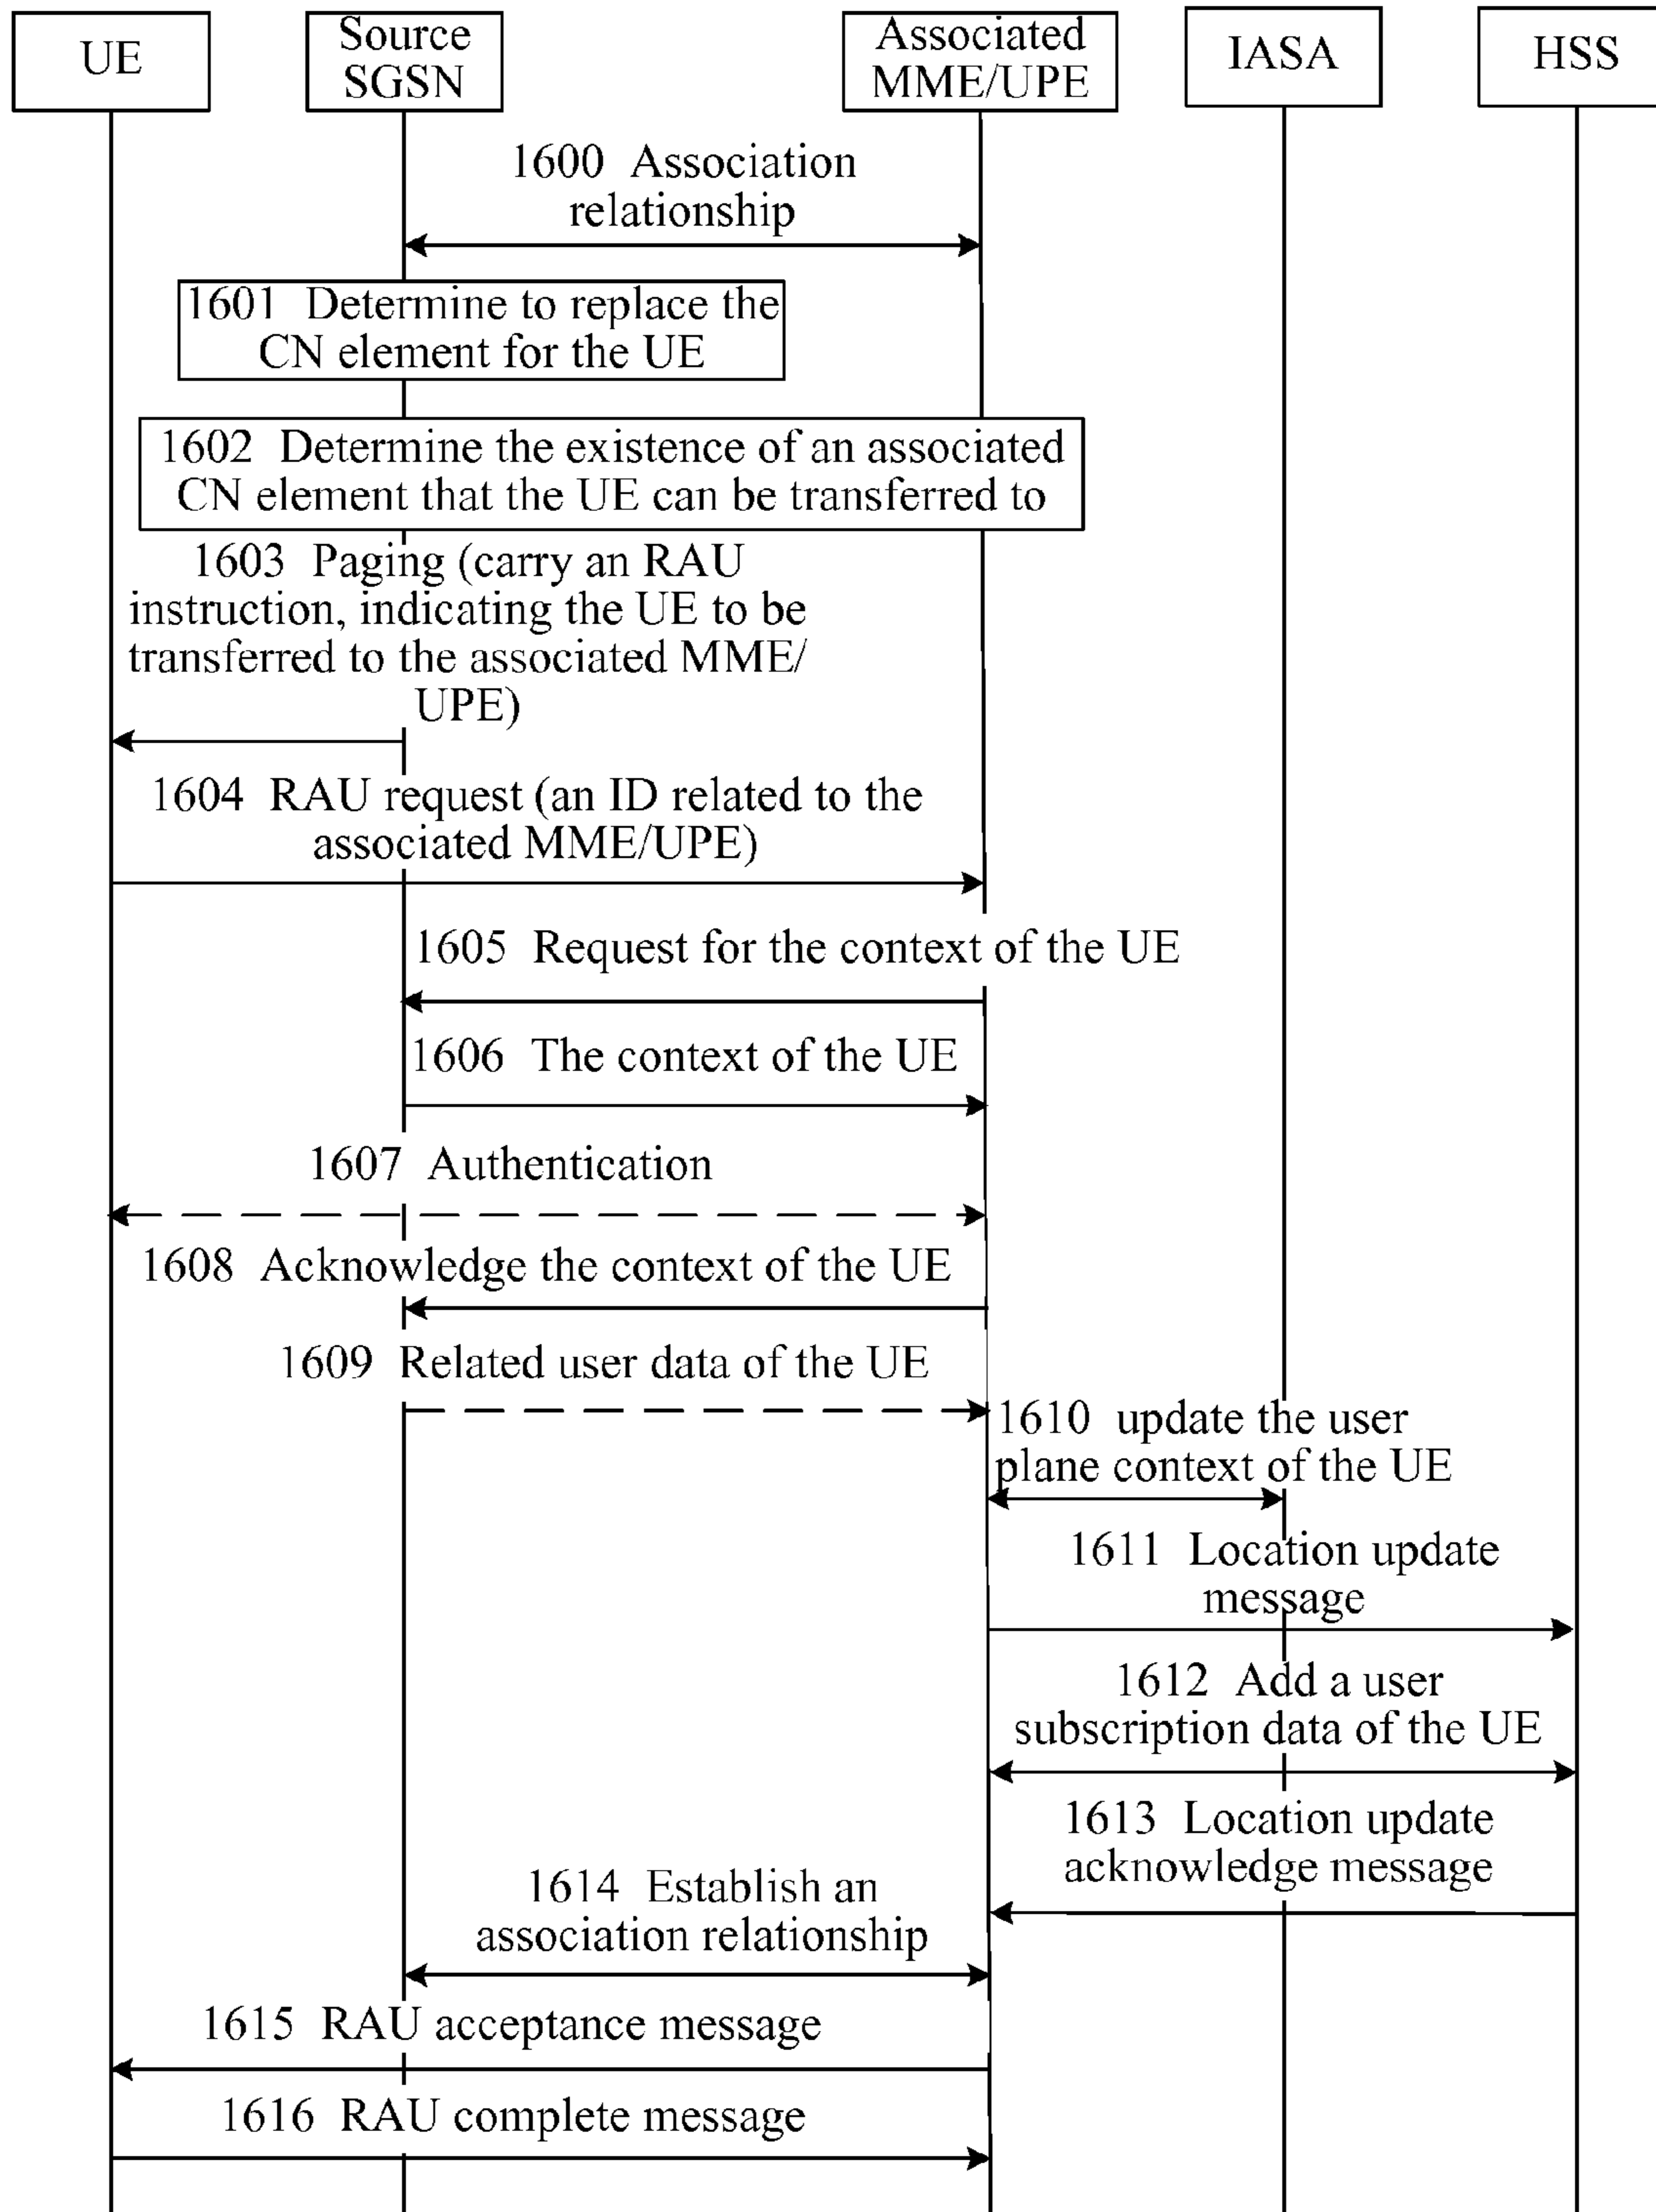 UE
Source
SGSN
Associated
MME/UPE
IASA
HSS
1600 Association
relationship
1601 Determine to replace the
CN element for the UE
1602 Determine the existence of an associated
CN element that the UE can be transferred to
1603 Paging (carry an RAU
instruction, indicating the UE to be
transferred to the associated MME/
UPE)
1604 RAU request (an ID related to the
associated MME/UPE)
1605 Request for the context of the UE
1606 The context of the UE
1607 Authentication
1608 Acknowledge the context of the UE
1609 Related user data of the UE
1610 update the user
plane context of the UE
1611 Location update
message
1612 Add a user
subscription data of the UE
1613 Location update
acknowledge message
1614 Establish an
association relationship
1615 RAU acceptance message
1616 RAU complete message